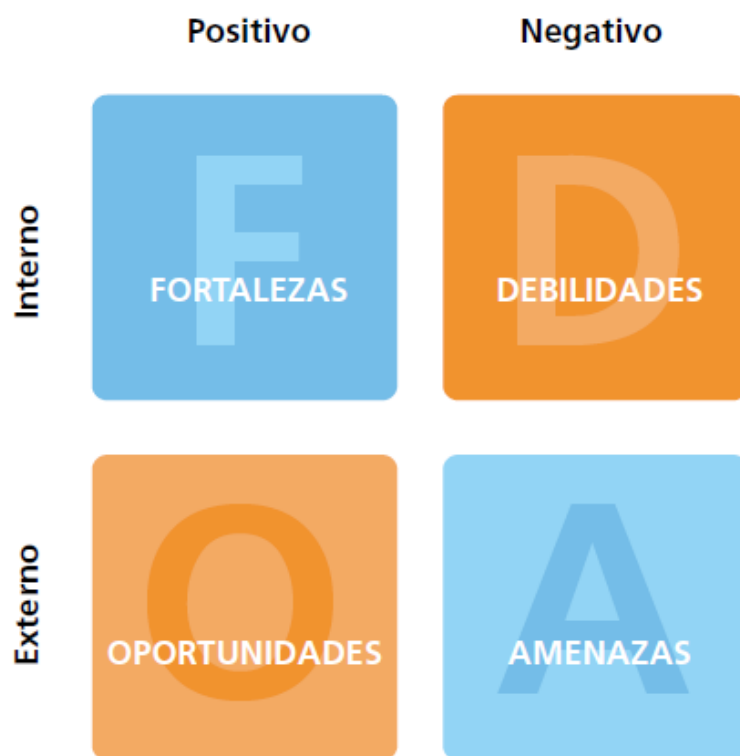 Positivo Negativo
Interno
F
FORTALEZAS
D
DEBILIDADES
Externo
O
OPORTUNIDADES
A
AMENAZAS